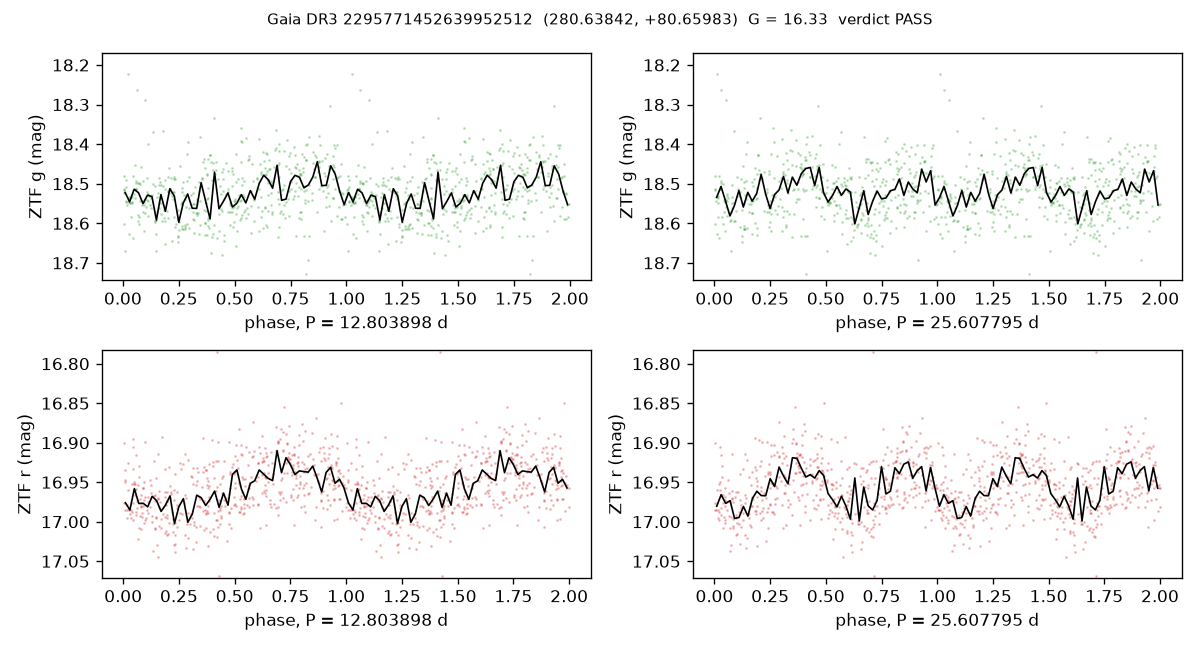 Gaia DR3 2295771452639952512  (280.63842, +80.65983)  G = 16.33  verdict PASS
ZTF g (mag)
18.2
18.3
18.4
18.5
18.6
18.7
0.00 0.25 0.50 0.75 1.00 1.25 1.50 1.75 2.00
phase, P = 12.803898 d
ZTF g (mag)
18.2
18.3
18.4
18.5
18.6
18.7
0.00 0.25 0.50 0.75 1.00 1.25 1.50 1.75 2.00
phase, P = 25.607795 d
ZTF r (mag)
16.80
16.85
16.90
16.95
17.00
17.05
0.00 0.25 0.50 0.75 1.00 1.25 1.50 1.75 2.00
phase, P = 12.803898 d
ZTF r (mag)
16.80
16.85
16.90
16.95
17.00
17.05
0.00 0.25 0.50 0.75 1.00 1.25 1.50 1.75 2.00
phase, P = 25.607795 d